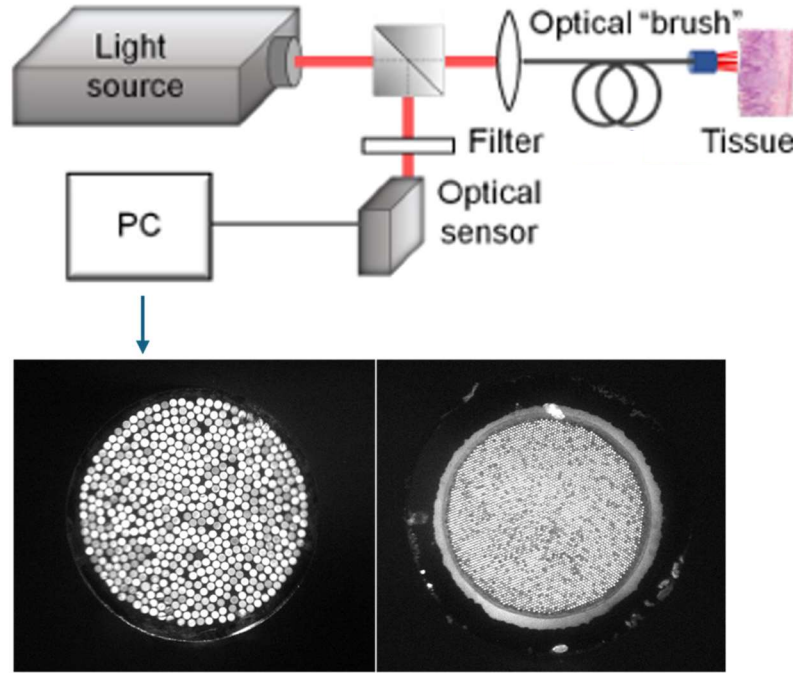 Light
source
Optical “brush”
Filter
Tissue
Optical
sensor
PC